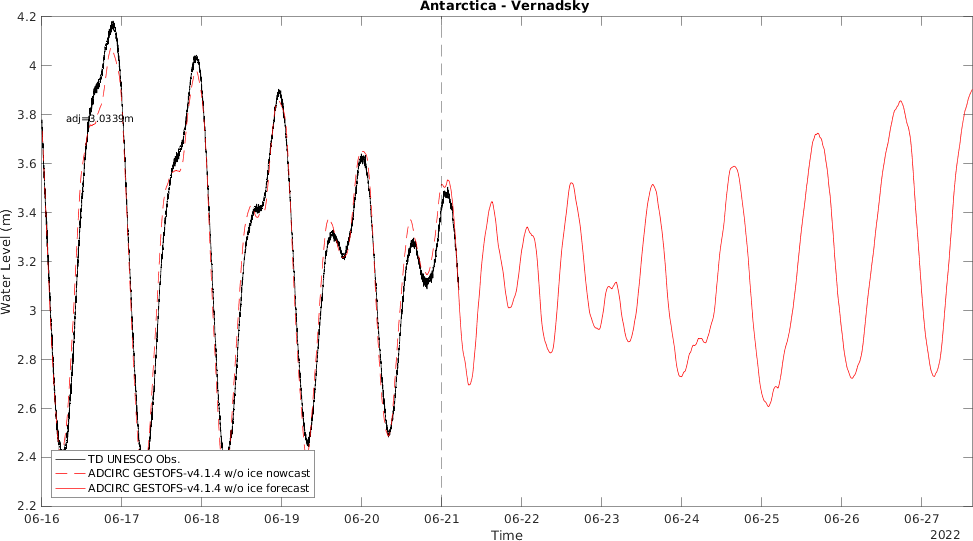 Antarctica - Vernadsky
4.2
4
3.8
3.6
3.4
3.2
3
2.8
2.6
2.4
2.2
Water Level (m)
adj=3.0339m
TD UNESCO Obs.
ADCIRC GESTOFS-v4.1.4 w/o ice nowcast
ADCIRC GESTOFS-v4.1.4 w/o ice forecast
06-16 06-17 06-18 06-19 06-20 06-21 06-22 06-23 06-24 06-25 06-26 06-27
Time
2022